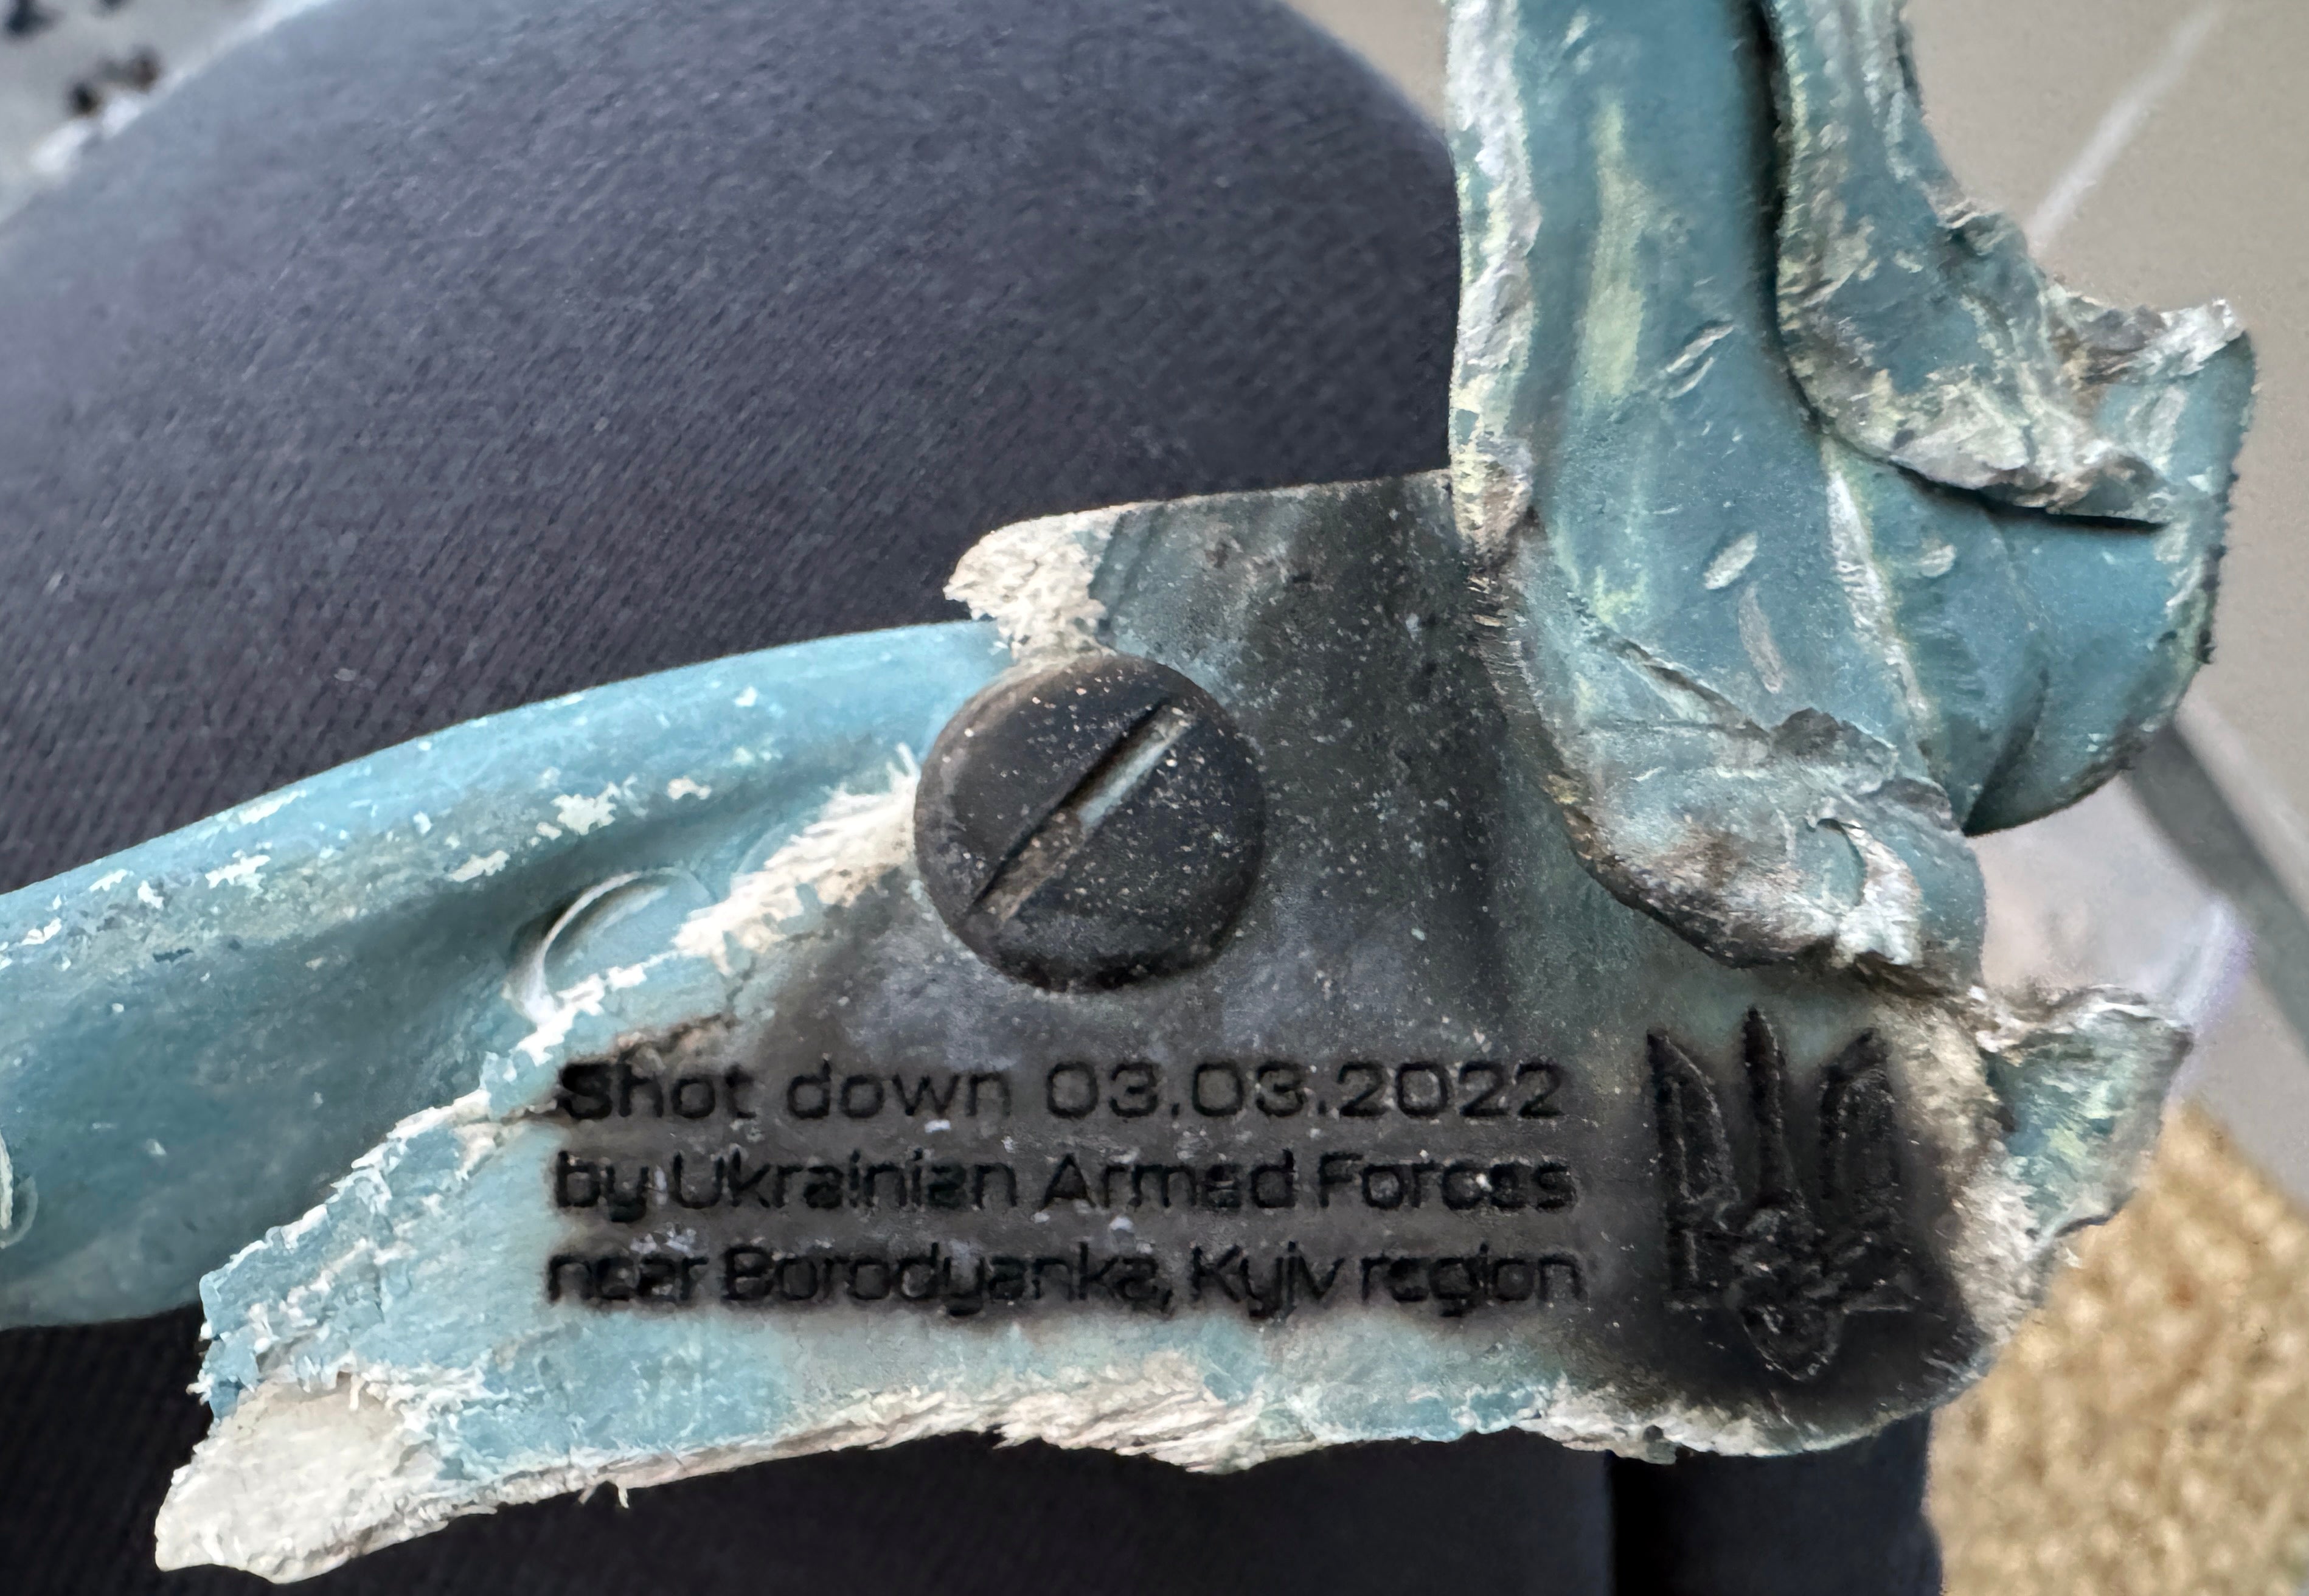 Shot down 03.03.2022
by Ukrainian Armed Forces
near Borodyanka, Kyiv region